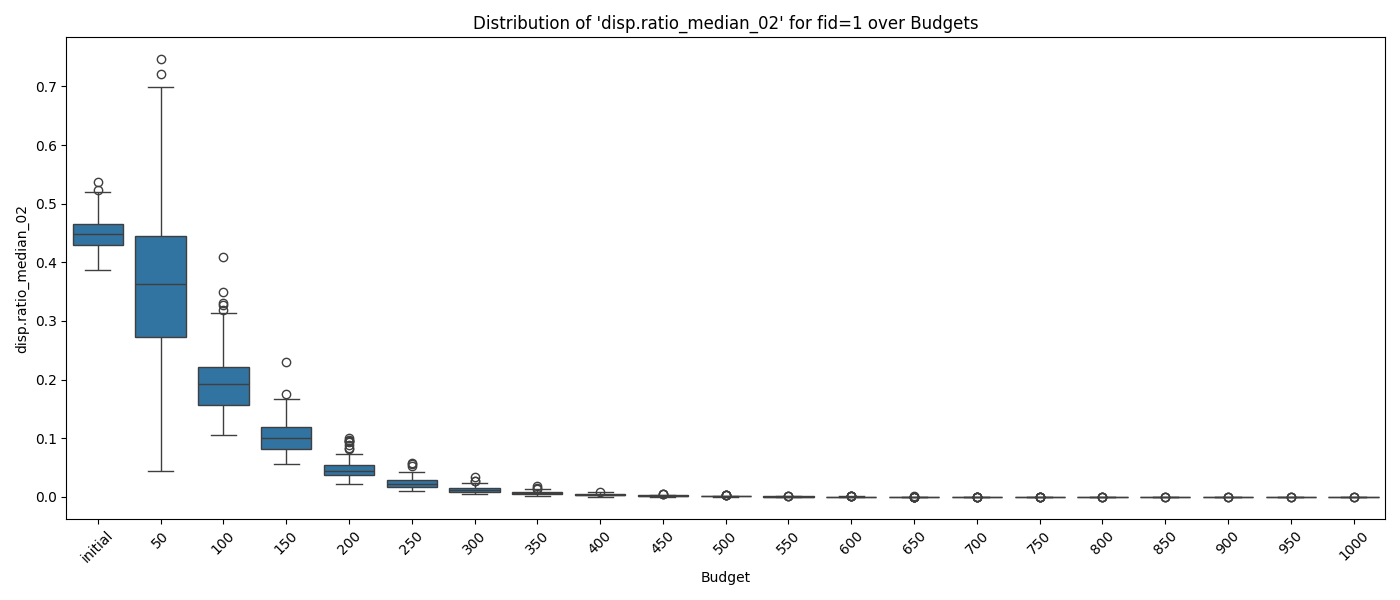 Distribution of 'disp.ratio_median_02' for fid=1 over Budgets
disp.ratio_median_02
0.7
0.6
0.5
0.4
0.3
0.2
0.1
0.0
initial 50 100 150 200 250 300 350 400 450 500 550 600 650 700 750 800 850 900 950 1000
Budget